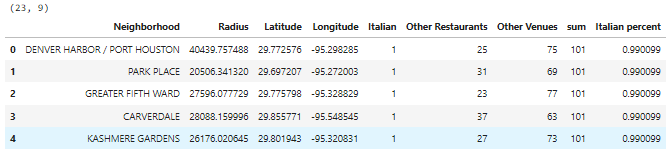 (23, 9)
Neighborhood Radius Latitude Longitude Italian Other Restaurants Other Venues sum Italian percent
0 DENVER HARBOR / PORT HOUSTON 40439.757488 29.772576 -95.298285 1 25 75 101 0.990099
1 PARK PLACE 20506.341320 29.697207 -95.272003 1 31 69 101 0.990099
2 GREATER FIFTH WARD 27596.077729 29.775798 -95.328829 1 23 77 101 0.990099
3 CARVERDALE 28088.159996 29.855771 -95.548545 1 37 63 101 0.990099
4 KASHMERE GARDENS 26176.020645 29.801943 -95.320831 1 27 73 101 0.990099